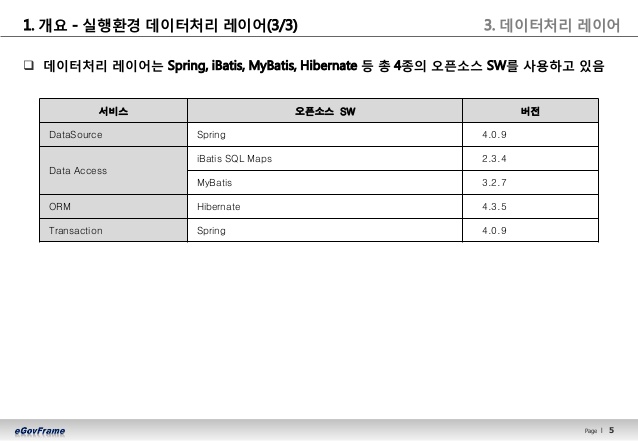 1. 개요 - 실행환경 데이터처리 레이어(3/3)
3. 데이터처리 레이어
❑ 데이터처리 레이어는 Spring, iBatis, MyBatis, Hibernate 등 총 4종의 오픈소스 SW를 사용하고 있음
서비스 오픈소스 SW 버전
DataSource Spring 4.0.9
Data Access iBatis SQL Maps 2.3.4
MyBatis 3.2.7
ORM Hibernate 4.3.5
Transaction Spring 4.0.9
eGovFrame
Page | 5